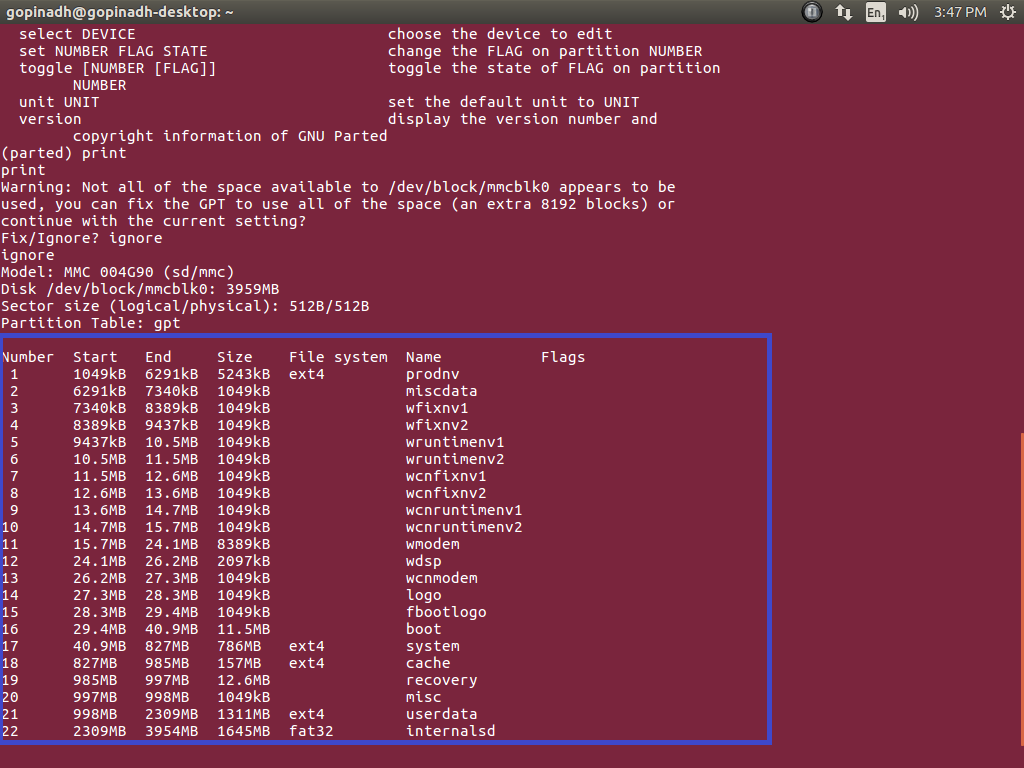 gopinadh@gopinadh-desktop: ~ En1 3:47 PM
  select DEVICE                            choose the device to edit
  set NUMBER FLAG STATE                    change the FLAG on partition NUMBER
  toggle [NUMBER [FLAG]]                   toggle the state of FLAG on partition
        NUMBER
  unit UNIT                                set the default unit to UNIT
  version                                  display the version number and
        copyright information of GNU Parted
(parted) print
print
Warning: Not all of the space available to /dev/block/mmcblk0 appears to be
used, you can fix the GPT to use all of the space (an extra 8192 blocks) or
continue with the current setting?
Fix/Ignore? ignore
ignore
Model: MMC 004G90 (sd/mmc)
Disk /dev/block/mmcblk0: 3959MB
Sector size (logical/physical): 512B/512B
Partition Table: gpt
Number  Start   End     Size    File system  Name           Flags
 1      1049kB  6291kB  5243kB  ext4         prodnv
 2      6291kB  7340kB  1049kB               miscdata
 3      7340kB  8389kB  1049kB               wfixnv1
 4      8389kB  9437kB  1049kB               wfixnv2
 5      9437kB  10.5MB  1049kB               wruntimenv1
 6      10.5MB  11.5MB  1049kB               wruntimenv2
 7      11.5MB  12.6MB  1049kB               wcnfixnv1
 8      12.6MB  13.6MB  1049kB               wcnfixnv2
 9      13.6MB  14.7MB  1049kB               wcnruntimenv1
10      14.7MB  15.7MB  1049kB               wcnruntimenv2
11      15.7MB  24.1MB  8389kB               wmodem
12      24.1MB  26.2MB  2097kB               wdsp
13      26.2MB  27.3MB  1049kB               wcnmodem
14      27.3MB  28.3MB  1049kB               logo
15      28.3MB  29.4MB  1049kB               fbootlogo
16      29.4MB  40.9MB  11.5MB               boot
17      40.9MB  827MB   786MB   ext4         system
18      827MB   985MB   157MB   ext4         cache
19      985MB   997MB   12.6MB               recovery
20      997MB   998MB   1049kB               misc
21      998MB   2309MB  1311MB  ext4         userdata
22      2309MB  3954MB  1645MB  fat32        internalsd